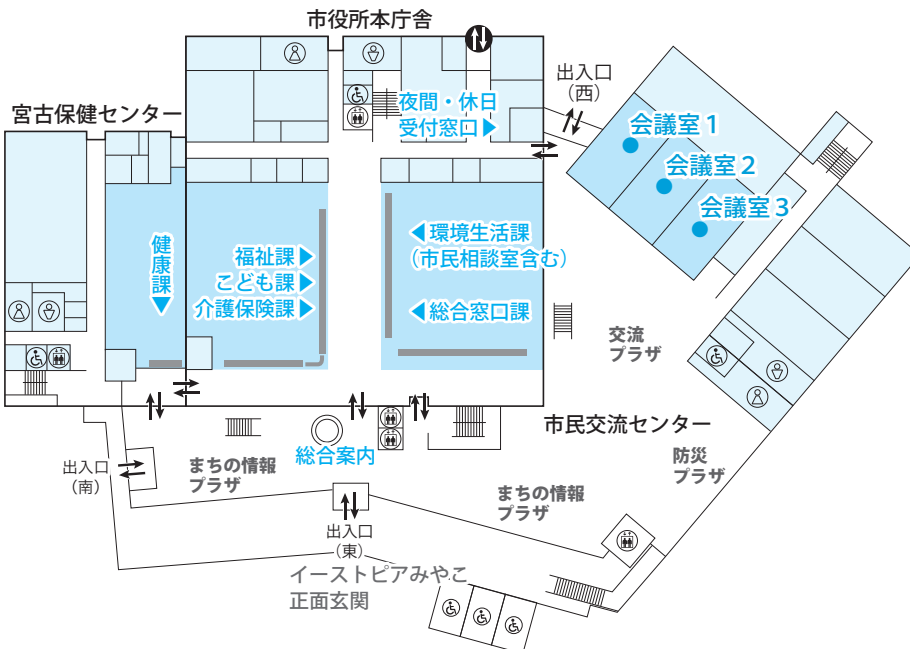 市役所本庁舎
出入口
（西）
宮古保健センター
夜間・休日
受付窓口▶
会議室１
会議室２
会議室３
健康課▼
福祉課▶
こども課▶
介護保険課▶
◀環境生活課
（市民相談室含む）
◀総合窓口課
交流
プラザ
市民交流センター
総合案内
防災
プラザ
出入口
（南）
まちの情報
プラザ
まちの情報
プラザ
出入口
（東）
イーストピアみやこ
正面玄関